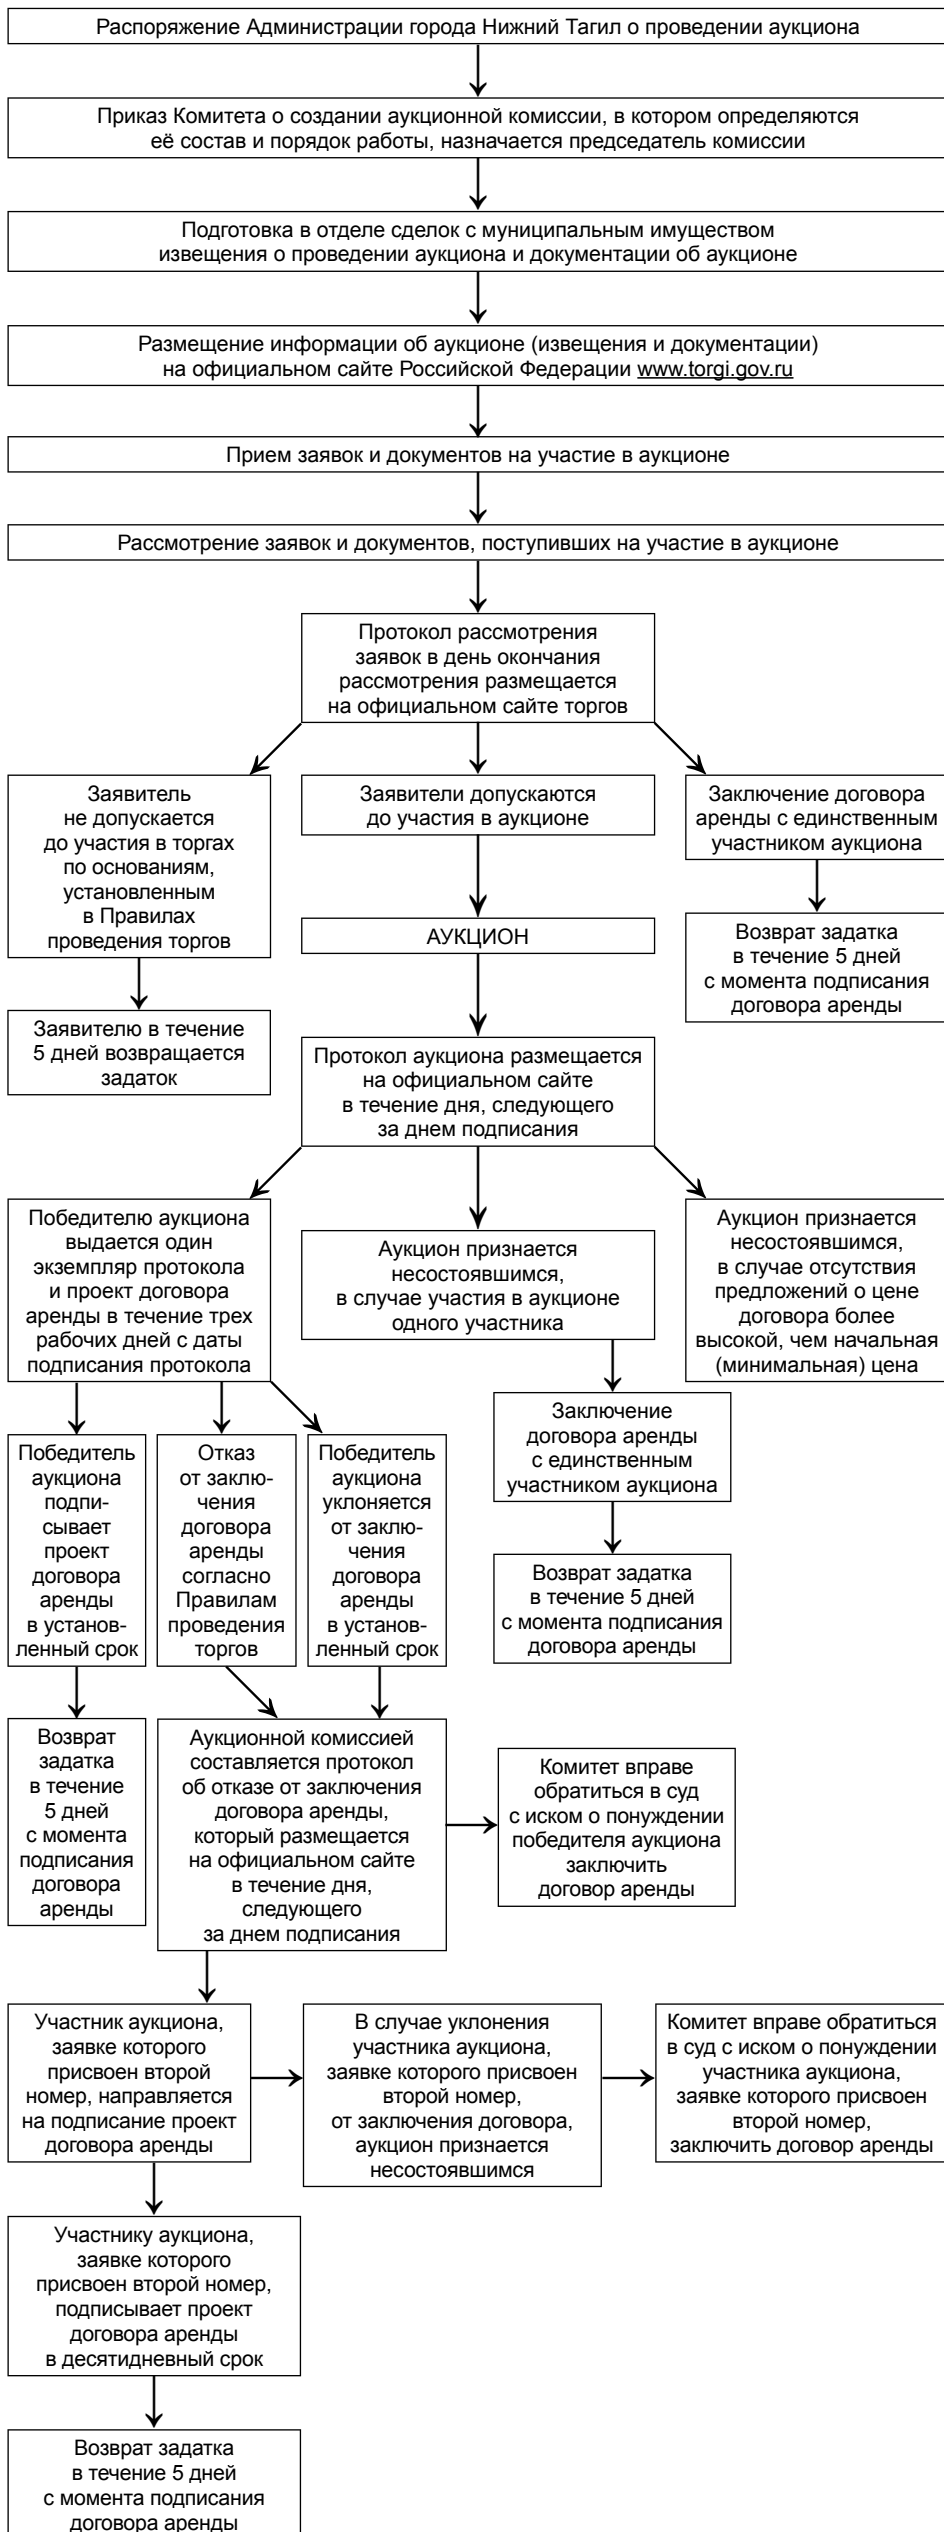 Распоряжение Администрации города Нижний Тагил о проведении аукциона
Приказ Комитета о создании аукционной комиссии, в котором определяются
её состав и порядок работы, назначается председатель комиссии
Подготовка в отделе сделок с муниципальным имуществом
извещения о проведении аукциона и документации об аукционе
Размещение информации об аукционе (извещения и документации)
на официальном сайте Российской Федерации www.torgi.gov.ru
Прием заявок и документов на участие в аукционе
Рассмотрение заявок и документов, поступивших на участие в аукционе
Протокол рассмотрения
заявок в день окончания
рассмотрения размещается
на официальном сайте торгов
Заявитель
не допускается
до участия в торгах
по основаниям,
установленным
в Правилах
проведения торгов
Заявители допускаются
до участия в аукционе
Заключение договора
аренды с единственным
участником аукциона
АУКЦИОН
Возврат задатка
в течение 5 дней
с момента подписания
договора аренды
Заявителю в течение
5 дней возвращается
задаток
Протокол аукциона размещается
на официальном сайте
в течение дня, следующего
за днем подписания
Победителю аукциона
выдается один
экземпляр протокола
и проект договора
аренды в течение трех
рабочих дней с даты
подписания протокола
Аукцион признается
несостоявшимся,
в случае участия в аукционе
одного участника
Аукцион признается
несостоявшимся,
в случае отсутствия
предложений о цене
договора более
высокой, чем начальная
(минимальная) цена
Победитель
аукциона
подпи-
сывает
проект
договора
аренды
в установ-
ленный срок
Отказ
от заклю-
чения
договора
аренды
согласно
Правилам
проведения
торгов
Победитель
аукциона
уклоняется
от заклю-
чения
договора
аренды
в установ-
ленный срок
Заключение
договора аренды
с единственным
участником аукциона
Возврат задатка
в течение 5 дней
с момента подписания
договора аренды
Возврат
задатка
в течение
5 дней
с момента
подписания
договора
аренды
Аукционной комиссией
составляется протокол
об отказе от заключения
договора аренды,
который размещается
на официальном сайте
в течение дня,
следующего
за днем подписания
Комитет вправе
обратиться в суд
с иском о понуждении
победителя аукциона
заключить
договор аренды
Участник аукциона,
заявке которого
присвоен второй
номер, направляется
на подписание проект
договора аренды
В случае уклонения
участника аукциона,
заявке которого присвоен
второй номер,
от заключения договора,
аукцион признается
несостоявшимся
Комитет вправе обратиться
в суд с иском о понуждении
участника аукциона,
заявке которого присвоен
второй номер,
заключить договор аренды
Участнику аукциона,
заявке которого
присвоен второй номер,
подписывает проект
договора аренды
в десятидневный срок
Возврат задатка
в течение 5 дней
с момента подписания
договора аренды